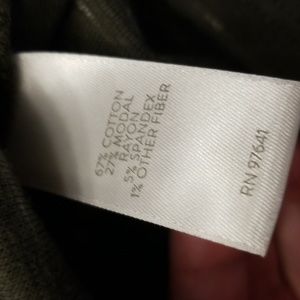 67% COTTON
27% MODAL
RAYON
5% SPANDEX
1% OTHER FIBER
RN 97641